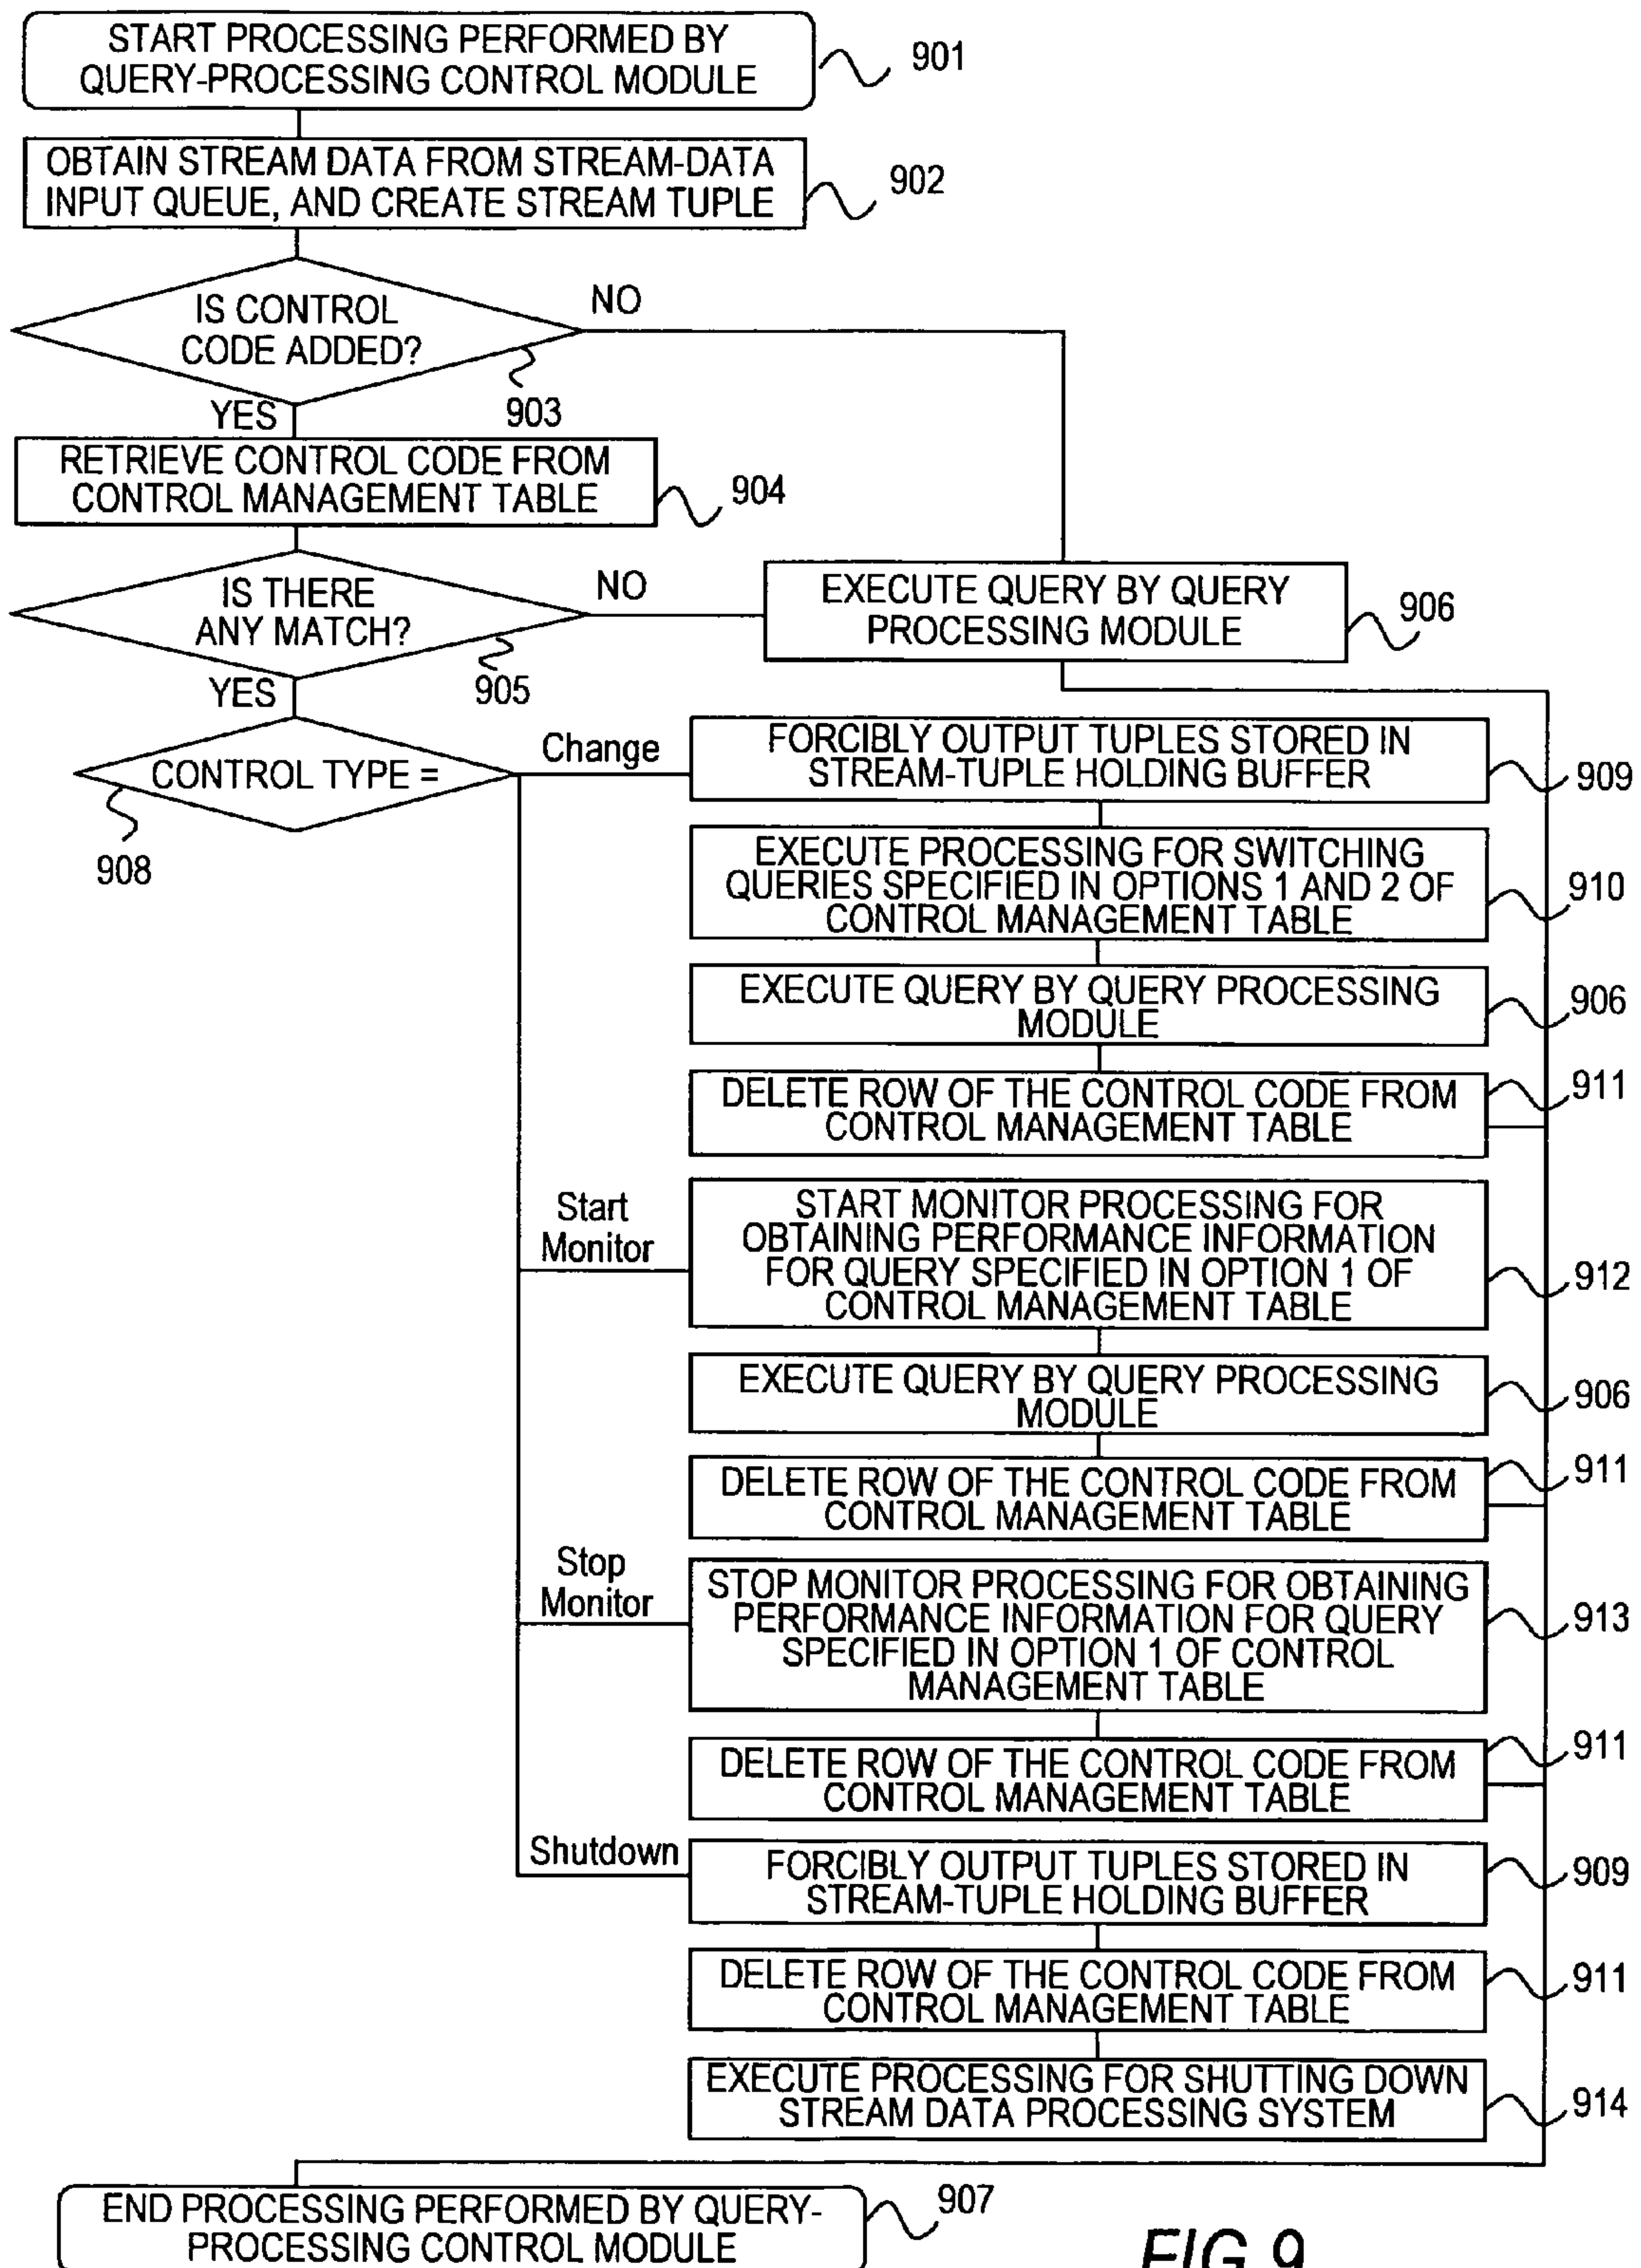 START PROCESSING PERFORMED BY
QUERY-PROCESSING CONTROL MODULE
901
OBTAIN STREAM DATA FROM STREAM-DATA
INPUT QUEUE, AND CREATE STREAM TUPLE
902
IS CONTROL
CODE ADDED?
NO
903
YES
RETRIEVE CONTROL CODE FROM
CONTROL MANAGEMENT TABLE
904
IS THERE
ANY MATCH?
NO
905
YES
EXECUTE QUERY BY QUERY
PROCESSING MODULE
906
CONTROL TYPE =
908
Change
FORCIBLY OUTPUT TUPLES STORED IN
STREAM-TUPLE HOLDING BUFFER
909
EXECUTE PROCESSING FOR SWITCHING
QUERIES SPECIFIED IN OPTIONS 1 AND 2 OF
CONTROL MANAGEMENT TABLE
910
EXECUTE QUERY BY QUERY PROCESSING
MODULE
906
DELETE ROW OF THE CONTROL CODE FROM
CONTROL MANAGEMENT TABLE
911
Start
Monitor
START MONITOR PROCESSING FOR
OBTAINING PERFORMANCE INFORMATION
FOR QUERY SPECIFIED IN OPTION 1 OF
CONTROL MANAGEMENT TABLE
912
EXECUTE QUERY BY QUERY PROCESSING
MODULE
906
DELETE ROW OF THE CONTROL CODE FROM
CONTROL MANAGEMENT TABLE
911
Stop
Monitor
STOP MONITOR PROCESSING FOR OBTAINING
PERFORMANCE INFORMATION FOR QUERY
SPECIFIED IN OPTION 1 OF CONTROL
MANAGEMENT TABLE
913
DELETE ROW OF THE CONTROL CODE FROM
CONTROL MANAGEMENT TABLE
911
Shutdown
FORCIBLY OUTPUT TUPLES STORED IN
STREAM-TUPLE HOLDING BUFFER
909
DELETE ROW OF THE CONTROL CODE FROM
CONTROL MANAGEMENT TABLE
911
EXECUTE PROCESSING FOR SHUTTING DOWN
STREAM DATA PROCESSING SYSTEM
914
END PROCESSING PERFORMED BY QUERY-
PROCESSING CONTROL MODULE
907
FIG.9